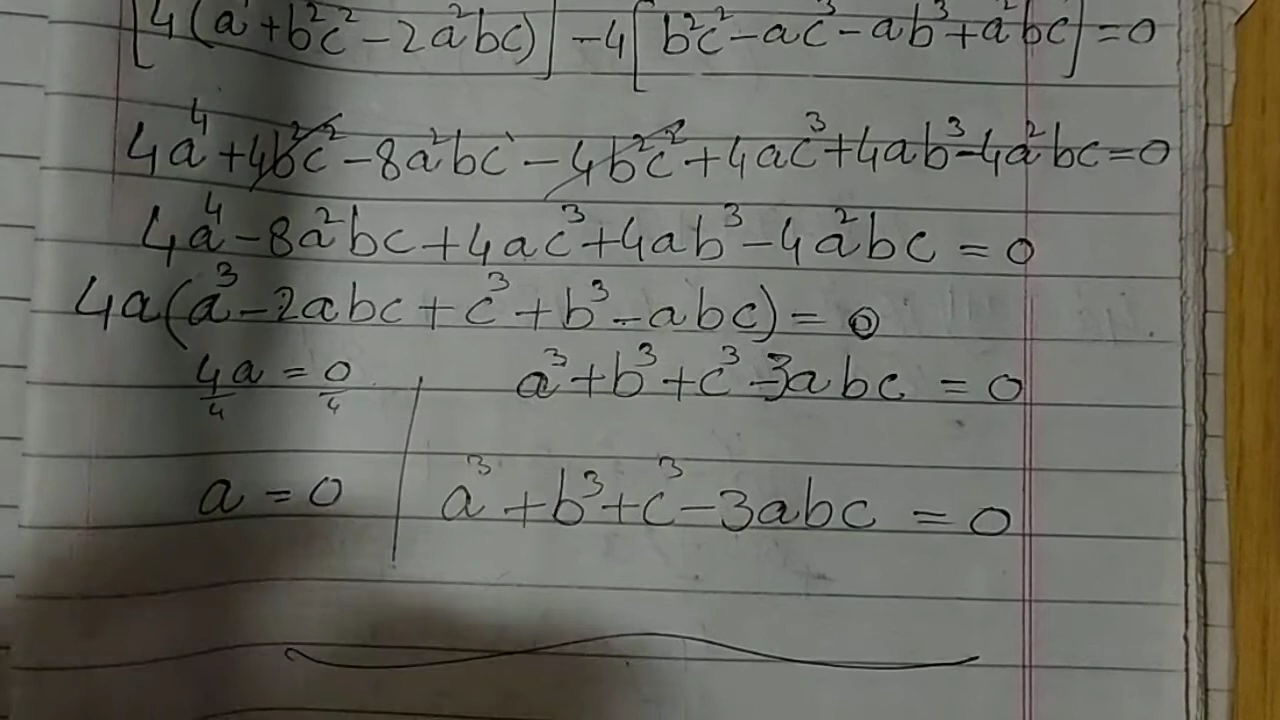 [4(a⁴+b²c²-2a²bc)]-4[b²c²-ac³-ab³+a²bc]=0
4a⁴+4b²c²-8a²bc-4b²c²+4ac³+4ab³-4a²bc=0
4a⁴-8a²bc+4ac³+4ab³-4a²bc=0
4a(a³-2abc+c³+b³-abc)=0
4a/4=0/4 a³+b³+c³-3abc=0
a=0 a³+b³+c³-3abc=0